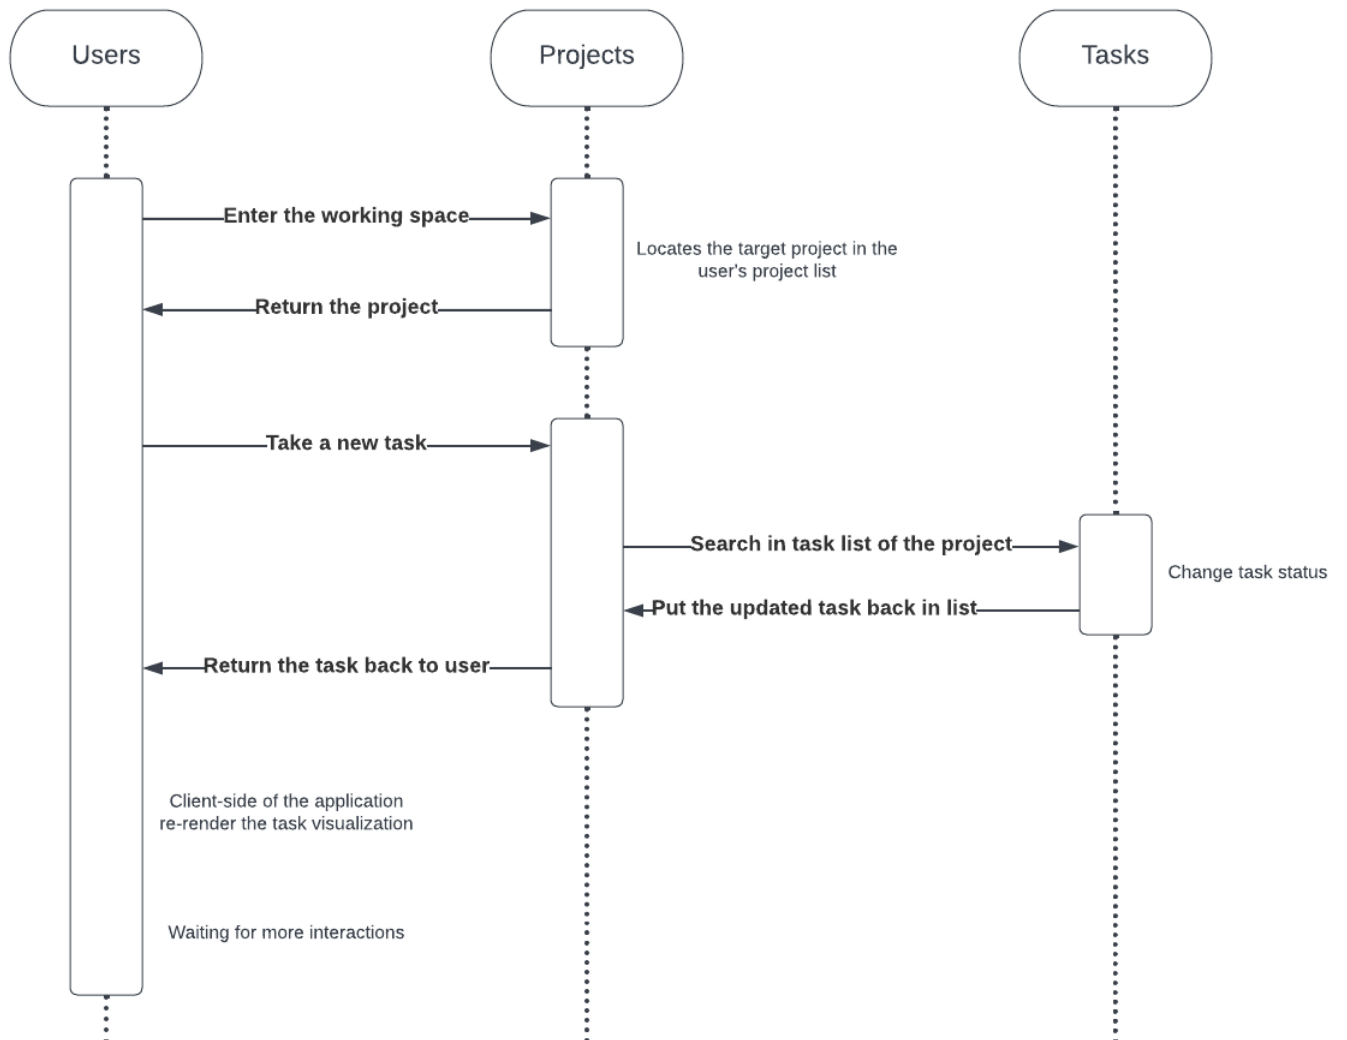 Users
Projects
Tasks
Enter the working space
Locates the target project in the
user's project list
Return the project
Take a new task
Search in task list of the project
Change task status
Put the updated task back in list
Return the task back to user
Client-side of the application
re-render the task visualization
Waiting for more interactions